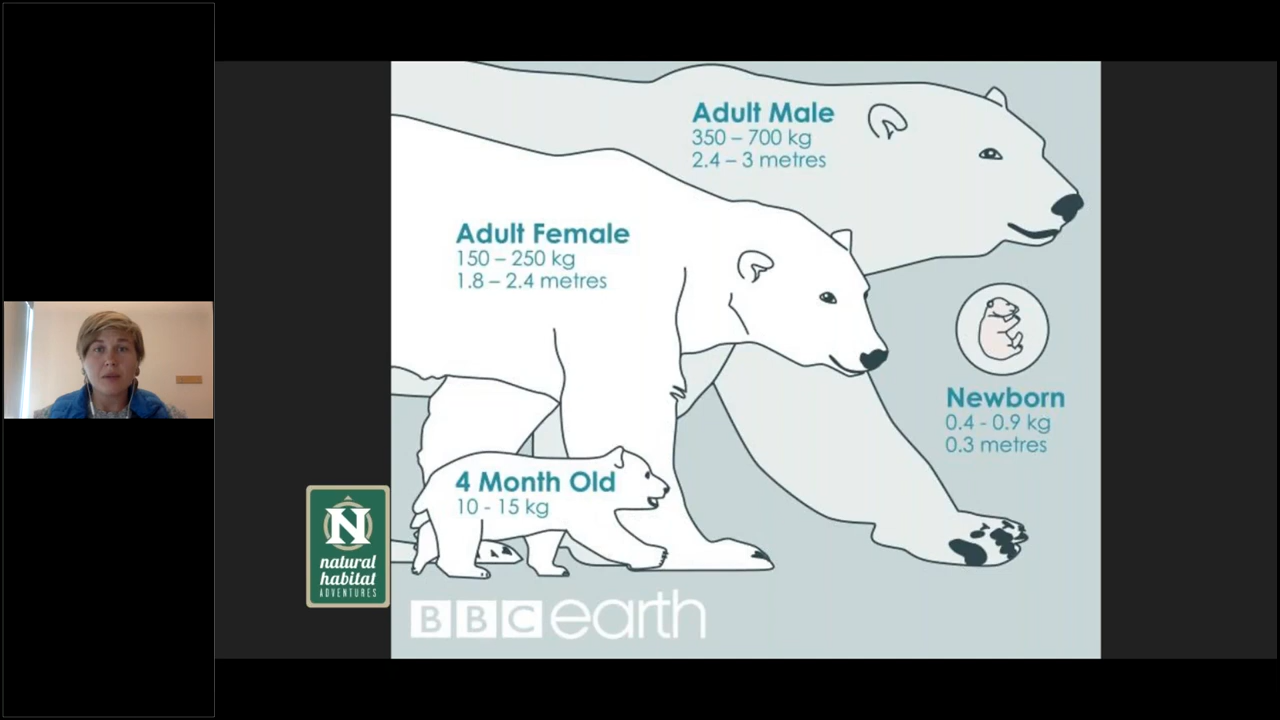 Adult Male
350 – 700 kg
2.4 – 3 metres
Adult Female
150 – 250 kg
1.8 – 2.4 metres
Newborn
0.4 - 0.9 kg
0.3 metres
4 Month Old
10 - 15 kg
N
natural
habitat
ADVENTURES
BBC earth